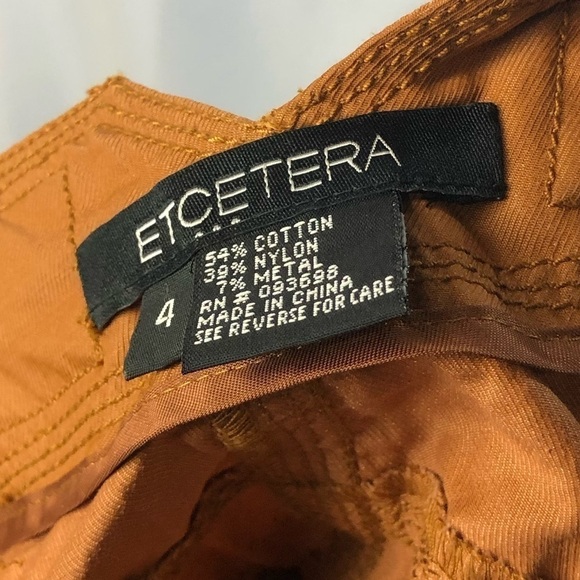 ETCETERA
54% COTTON
39% NYLON
7% METAL
RN # 093698
MADE IN CHINA
SEE REVERSE FOR CARE
4